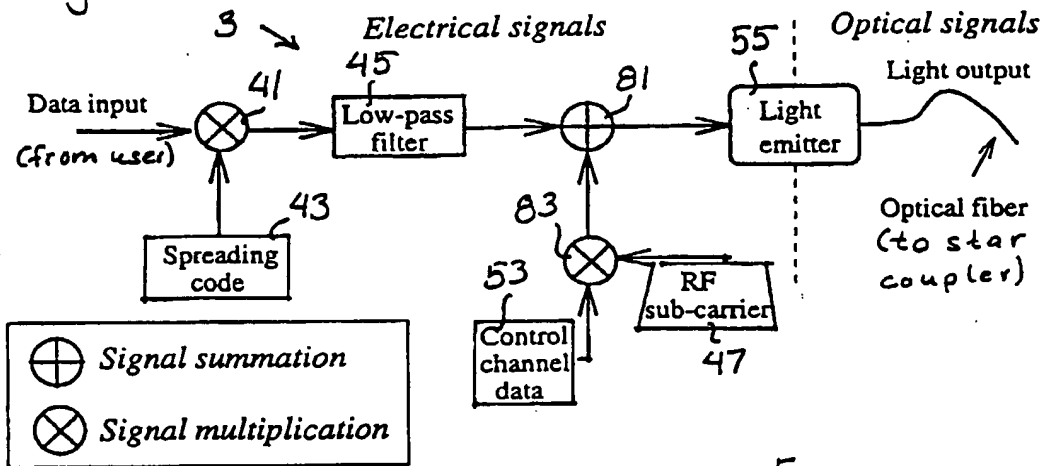 3
Electrical signals
Optical signals
45
41
81
55
Light output
Data input
(from user)
Low-pass
filter
Light
emitter
43
83
Optical fiber
(to star
coupler)
Spreading
code
53
RF
sub-carrier
47
Control
channel
data
Signal summation
Signal multiplication